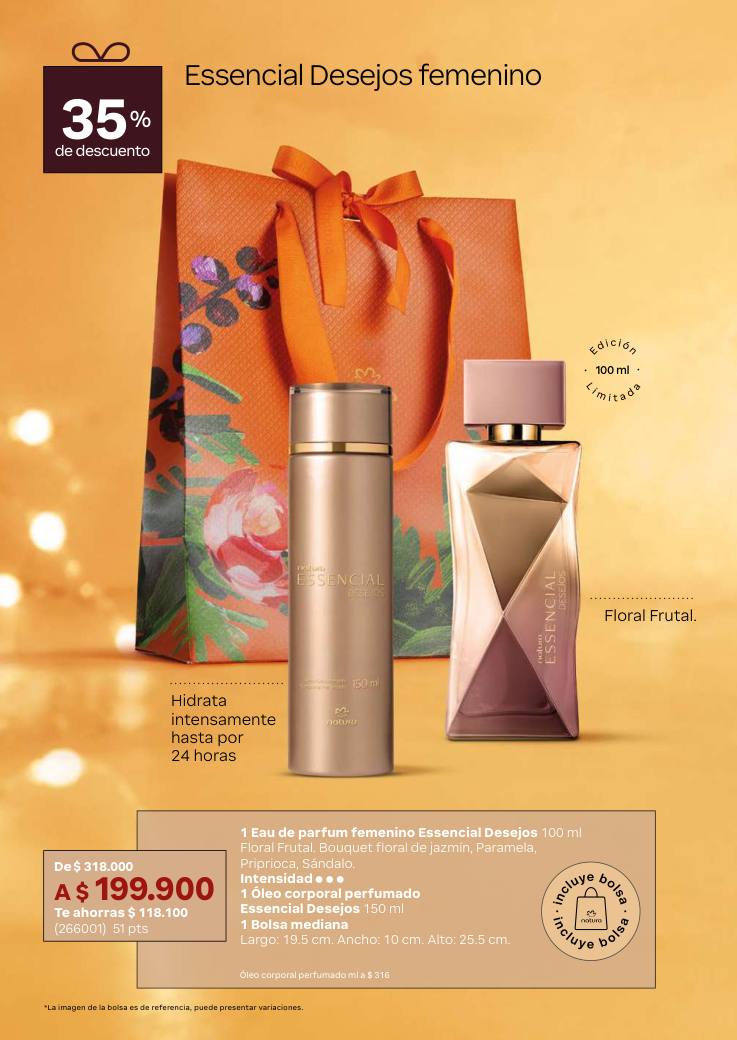 35%
de descuento
Essencial Desejos femenino
Edición
· 100 ml ·
Limitada
natura
ESSENCIAL
DESEJOS
150 ml
natura
natura
ESSENCIAL
DESEJOS
Floral Frutal.
Hidrata
intensamente
hasta por
24 horas
De $ 318.000
A $ 199.900
Te ahorras $ 118.100
(266001) 51 pts
1 Eau de parfum femenino Essencial Desejos 100 ml
Floral Frutal. Bouquet floral de jazmín, Paramela,
Priprioca, Sándalo.
Intensidad ●●●
1 Óleo corporal perfumado
Essencial Desejos 150 ml
1 Bolsa mediana
Largo: 19.5 cm. Ancho: 10 cm. Alto: 25.5 cm.
Óleo corporal perfumado ml a $ 316
· incluye bolsa ·
natura
incluye bolsa
*La imagen de la bolsa es de referencia, puede presentar variaciones.